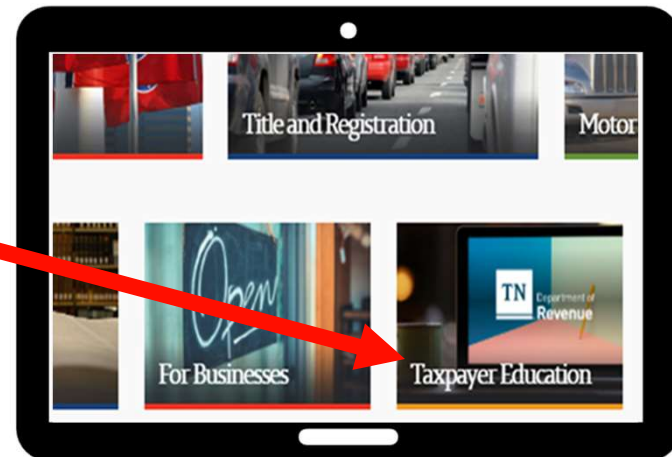 Title and Registration
Motor
Open
TN
Department of
Revenue
For Businesses
Taxpayer Education